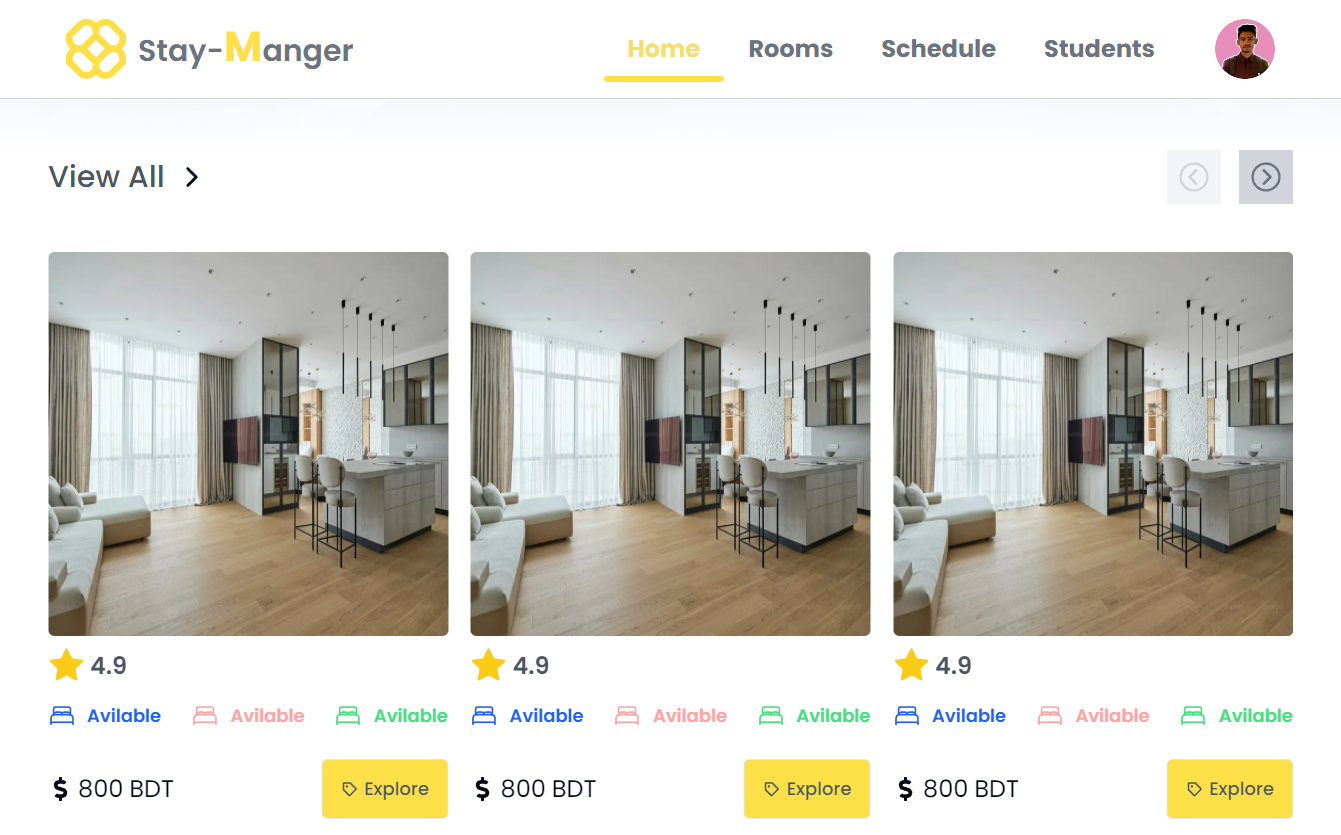 Stay-Manger Home Rooms Schedule Students
View All
4.9 4.9 4.9
Avilable Avilable Avilable Avilable Avilable Avilable Avilable Avilable Avilable
$ 800 BDT Explore $ 800 BDT Explore $ 800 BDT Explore